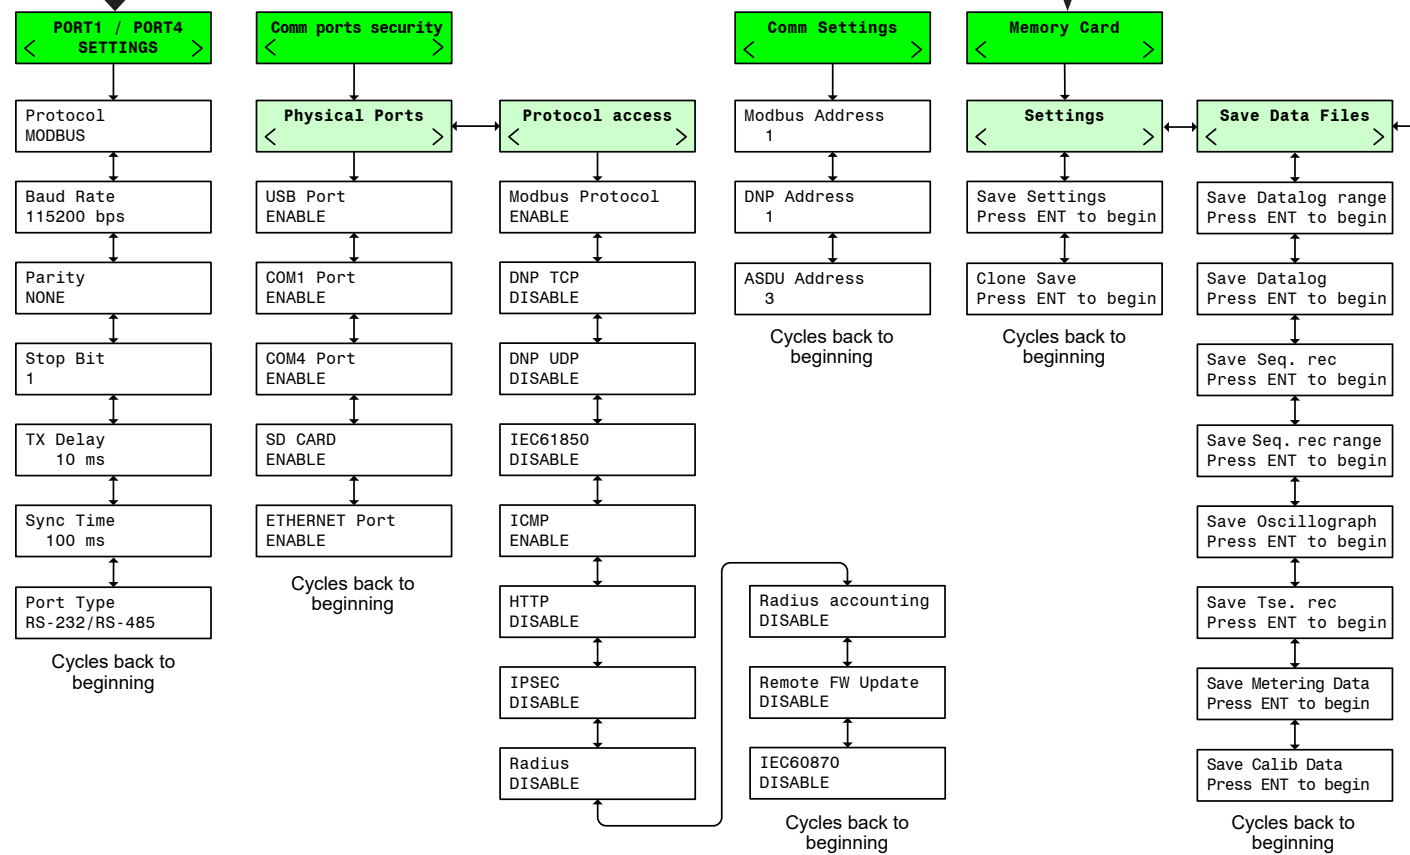 PORT1 / PORT4
< SETTINGS >
Protocol
MODBUS
Baud Rate
115200 bps
Parity
NONE
Stop Bit
1
TX Delay
10 ms
Sync Time
100 ms
Port Type
RS-232/RS-485
Cycles back to
beginning
Comm ports security
< >
Physical Ports
< >
USB Port
ENABLE
COM1 Port
ENABLE
COM4 Port
ENABLE
SD CARD
ENABLE
ETHERNET Port
ENABLE
Cycles back to
beginning
Protocol access
< >
Modbus Protocol
ENABLE
DNP TCP
DISABLE
DNP UDP
DISABLE
IEC61850
DISABLE
ICMP
ENABLE
HTTP
DISABLE
IPSEC
DISABLE
Radius
DISABLE
Radius accounting
DISABLE
Remote FW Update
DISABLE
IEC60870
DISABLE
Cycles back to
beginning
Comm Settings
< >
Modbus Address
1
DNP Address
1
ASDU Address
3
Cycles back to
beginning
Memory Card
< >
Settings
< >
Save Settings
Press ENT to begin
Clone Save
Press ENT to begin
Cycles back to
beginning
Save Data Files
< >
Save Datalog range
Press ENT to begin
Save Datalog
Press ENT to begin
Save Seq. rec
Press ENT to begin
Save Seq. rec range
Press ENT to begin
Save Oscillograph
Press ENT to begin
Save Tse. rec
Press ENT to begin
Save Metering Data
Press ENT to begin
Save Calib Data
Press ENT to begin
Cycles back to
beginning